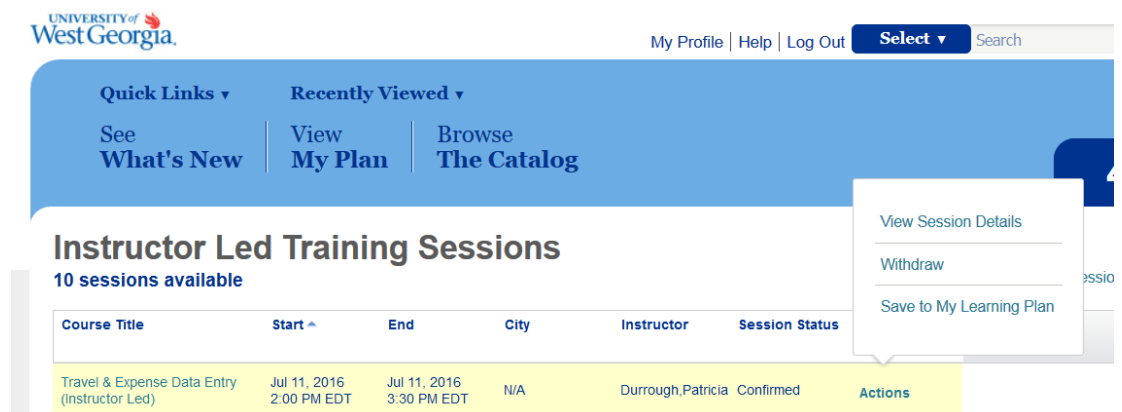 UNIVERSITY of
West Georgia.
My Profile | Help | Log Out Select ▼ Search
Quick Links ▼ Recently Viewed ▼
See View Browse
What's New My Plan The Catalog
View Session Details
Withdraw
Save to My Learning Plan
Instructor Led Training Sessions
10 sessions available
Course Title Start End City Instructor Session Status
Travel & Expense Data Entry Jul 11, 2016 Jul 11, 2016 N/A Durrough,Patricia Confirmed Actions
(Instructor Led) 2:00 PM EDT 3:30 PM EDT